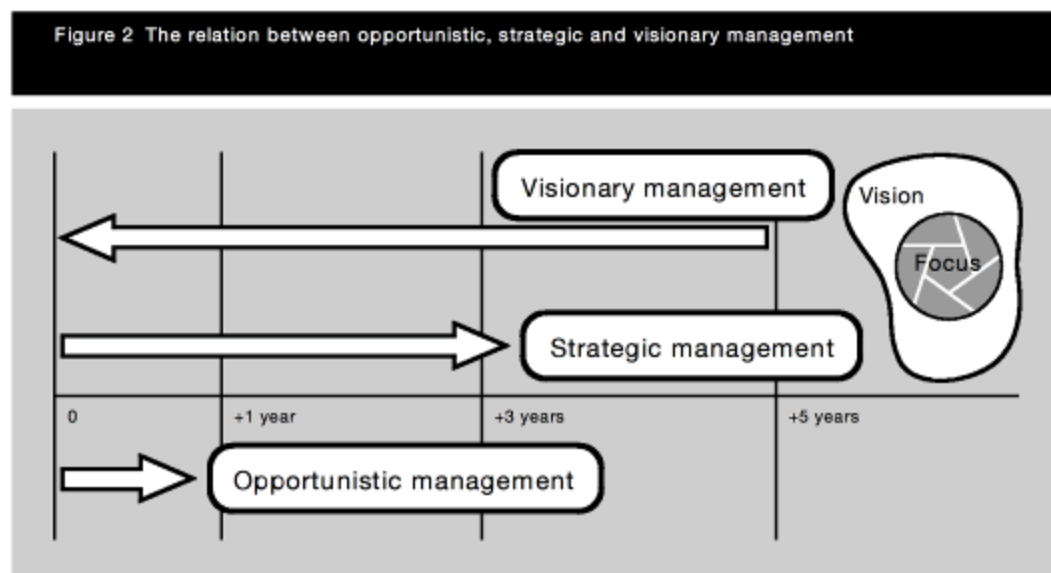 Figure 2 The relation between opportunistic, strategic and visionary management
Visionary management
Vision
Focus
Strategic management
0
+1 year
+3 years
+5 years
Opportunistic management